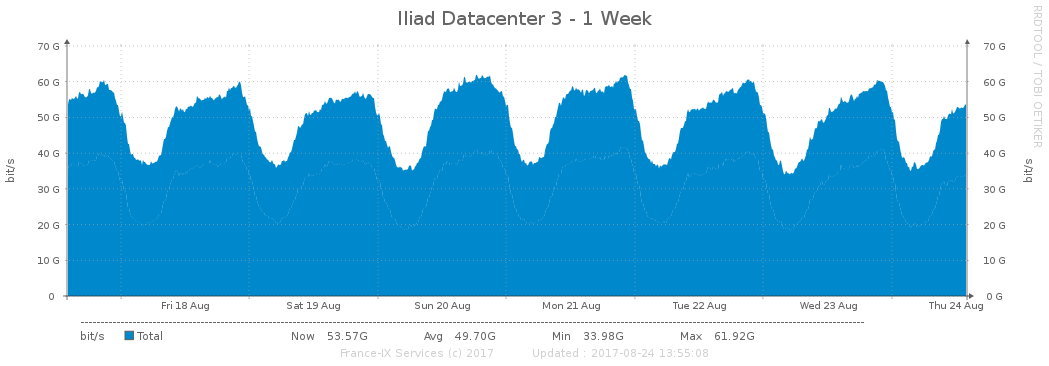 Iliad Datacenter 3 - 1 Week
RRDTOOL / TOBI OETIKER
70 G 70 G
60 G 60 G
50 G 50 G
40 G 40 G
30 G 30 G
20 G 20 G
10 G 10 G
0 0 G
bit/s bit/s
Fri 18 Aug Sat 19 Aug Sun 20 Aug Mon 21 Aug Tue 22 Aug Wed 23 Aug Thu 24 Aug
bit/s Total Now 53.57G Avg 49.70G Min 33.98G Max 61.92G
France-IX Services (c) 2017 Updated : 2017-08-24 13:55:08